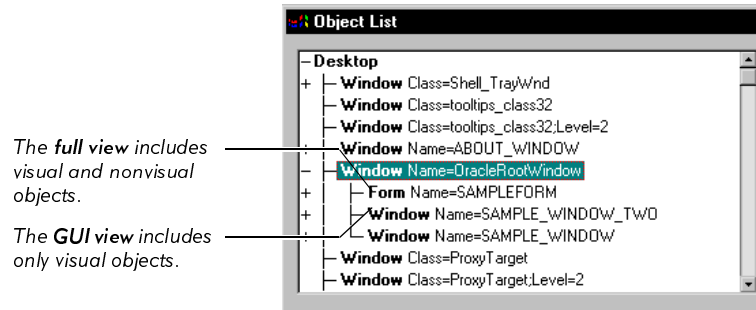 Object List
Desktop
Window Class=Shell_TrayWnd
Window Class=tooltips_class32
Window Class=tooltips_class32;Level=2
Window Name=ABOUT_WINDOW
Window Name=OracleRootWindow
Form Name=SAMPLEFORM
Window Name=SAMPLE_WINDOW_TWO
Window Name=SAMPLE_WINDOW
Window Class=ProxyTarget
Window Class=ProxyTarget;Level=2
The full view includes
visual and nonvisual
objects.
The GUI view includes
only visual objects.